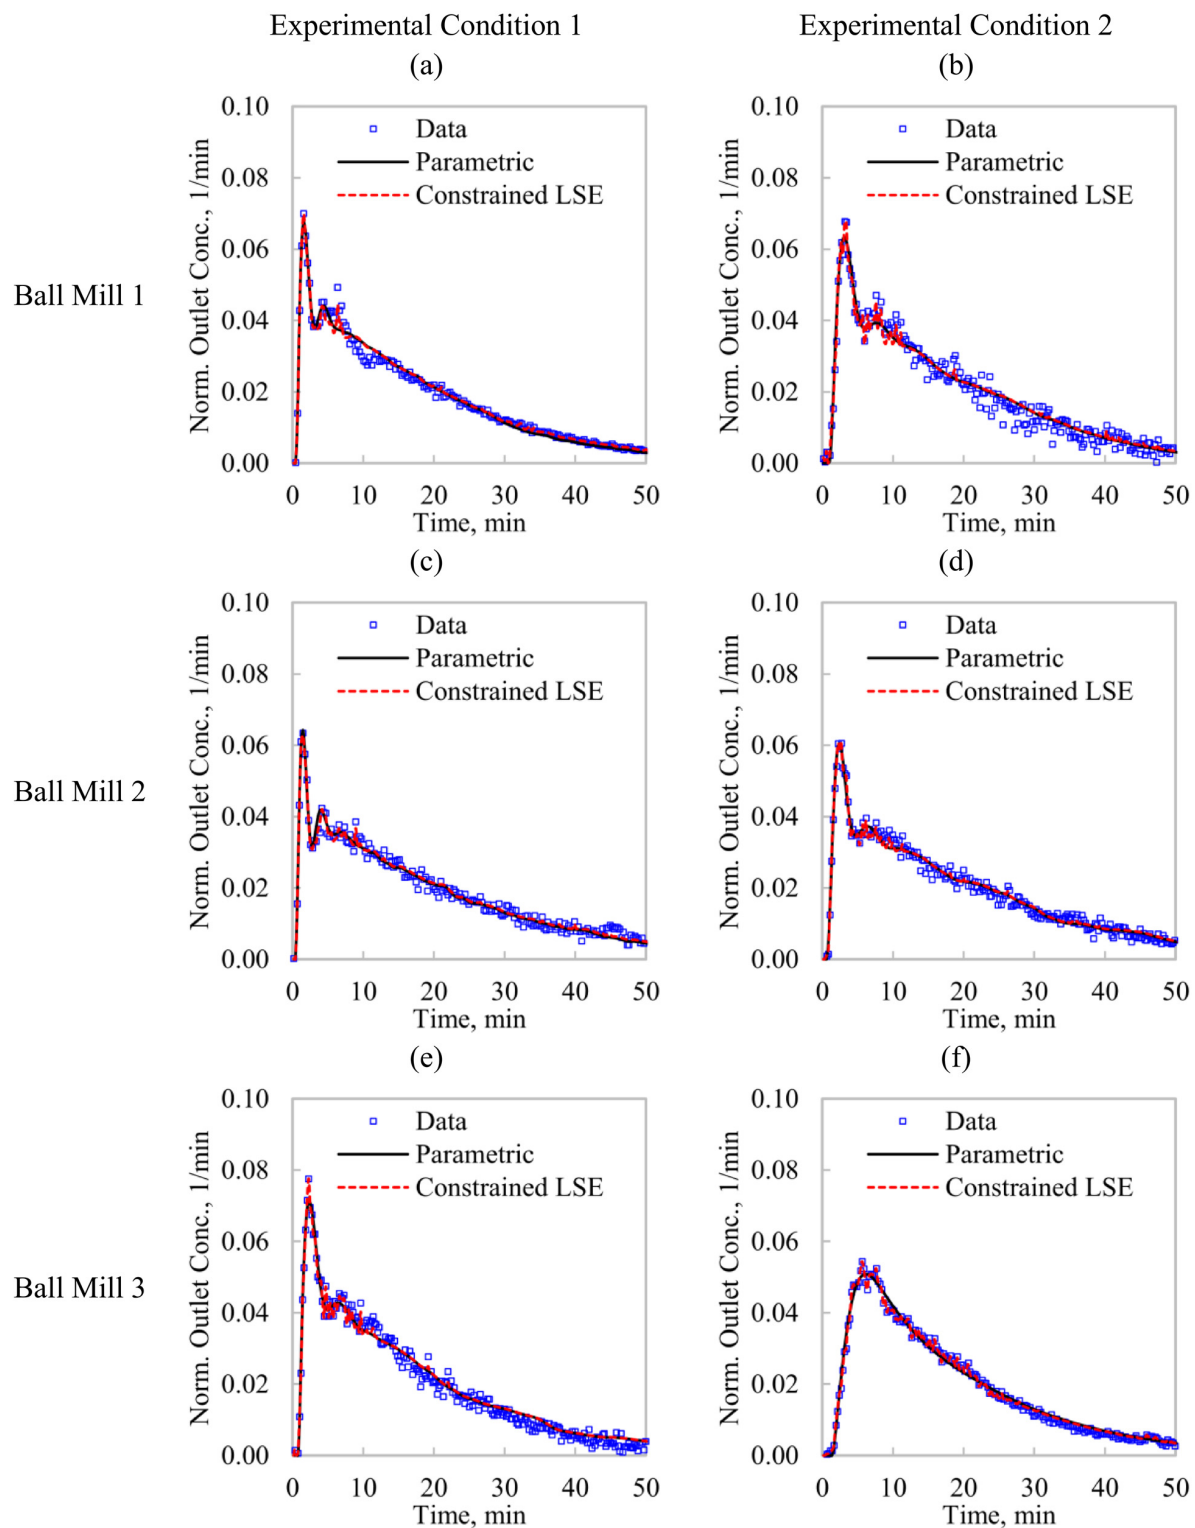 Experimental Condition 1
Experimental Condition 2
(a)
(b)
Ball Mill 1
Norm. Outlet Conc., 1/min
0.10
0.08
0.06
0.04
0.02
0.00
Data
Parametric
Constrained LSE
0 10 20 30 40 50
Time, min
Norm. Outlet Conc., 1/min
0.10
0.08
0.06
0.04
0.02
0.00
Data
Parametric
Constrained LSE
0 10 20 30 40 50
Time, min
(c)
(d)
Ball Mill 2
Norm. Outlet Conc., 1/min
0.10
0.08
0.06
0.04
0.02
0.00
Data
Parametric
Constrained LSE
0 10 20 30 40 50
Time, min
Norm. Outlet Conc., 1/min
0.10
0.08
0.06
0.04
0.02
0.00
Data
Parametric
Constrained LSE
0 10 20 30 40 50
Time, min
(e)
(f)
Ball Mill 3
Norm. Outlet Conc., 1/min
0.10
0.08
0.06
0.04
0.02
0.00
Data
Parametric
Constrained LSE
0 10 20 30 40 50
Time, min
Norm. Outlet Conc., 1/min
0.10
0.08
0.06
0.04
0.02
0.00
Data
Parametric
Constrained LSE
0 10 20 30 40 50
Time, min